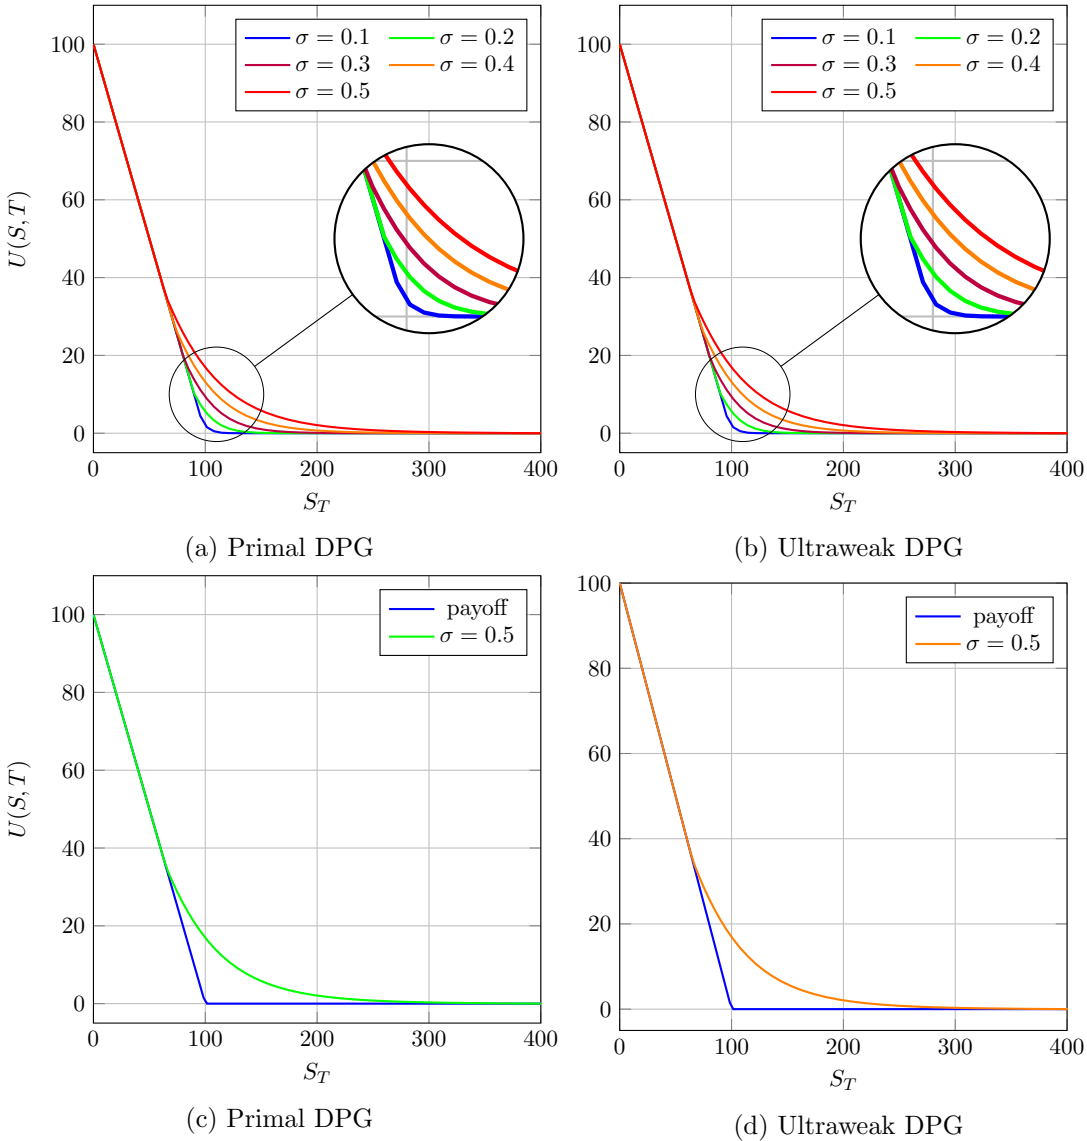 σ = 0.1 σ = 0.2
σ = 0.3 σ = 0.4
σ = 0.5
100
80
60
40
20
0
0 100 200 300 400
U(S, T)
S_T
(a) Primal DPG
σ = 0.1 σ = 0.2
σ = 0.3 σ = 0.4
σ = 0.5
100
80
60
40
20
0
0 100 200 300 400
S_T
(b) Ultraweak DPG
payoff
σ = 0.5
100
80
60
40
20
0
0 100 200 300 400
U(S, T)
S_T
(c) Primal DPG
payoff
σ = 0.5
100
80
60
40
20
0
0 100 200 300 400
S_T
(d) Ultraweak DPG